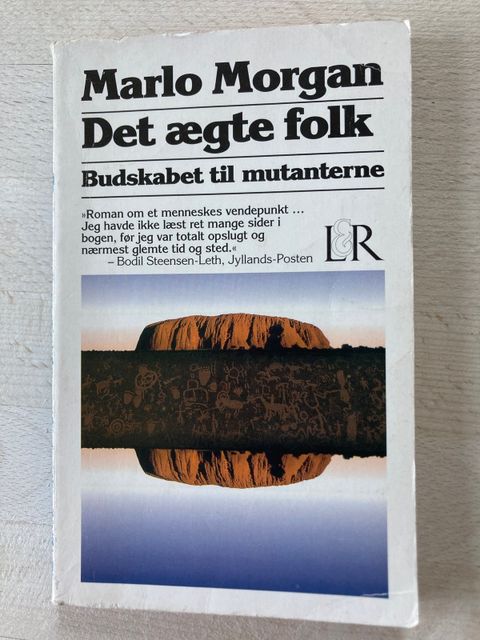 Marlo Morgan
Det ægte folk
Budskabet til mutanterne
»Roman om et menneskes vendepunkt ...
Jeg havde ikke læst ret mange sider i
bogen, før jeg var totalt opslugt og
nærmest glemte tid og sted.«
– Bodil Steensen-Leth, Jyllands-Posten
L&R